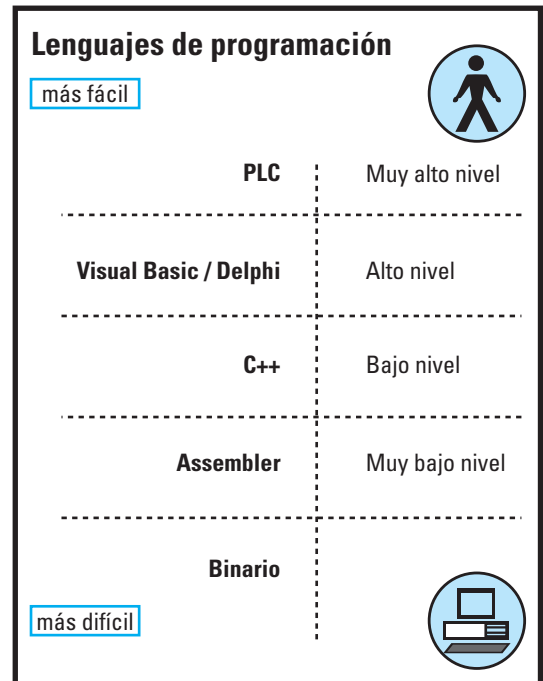 Lenguajes de programación
más fácil
PLC Muy alto nivel
Visual Basic / Delphi Alto nivel
C++ Bajo nivel
Assembler Muy bajo nivel
Binario
más difícil